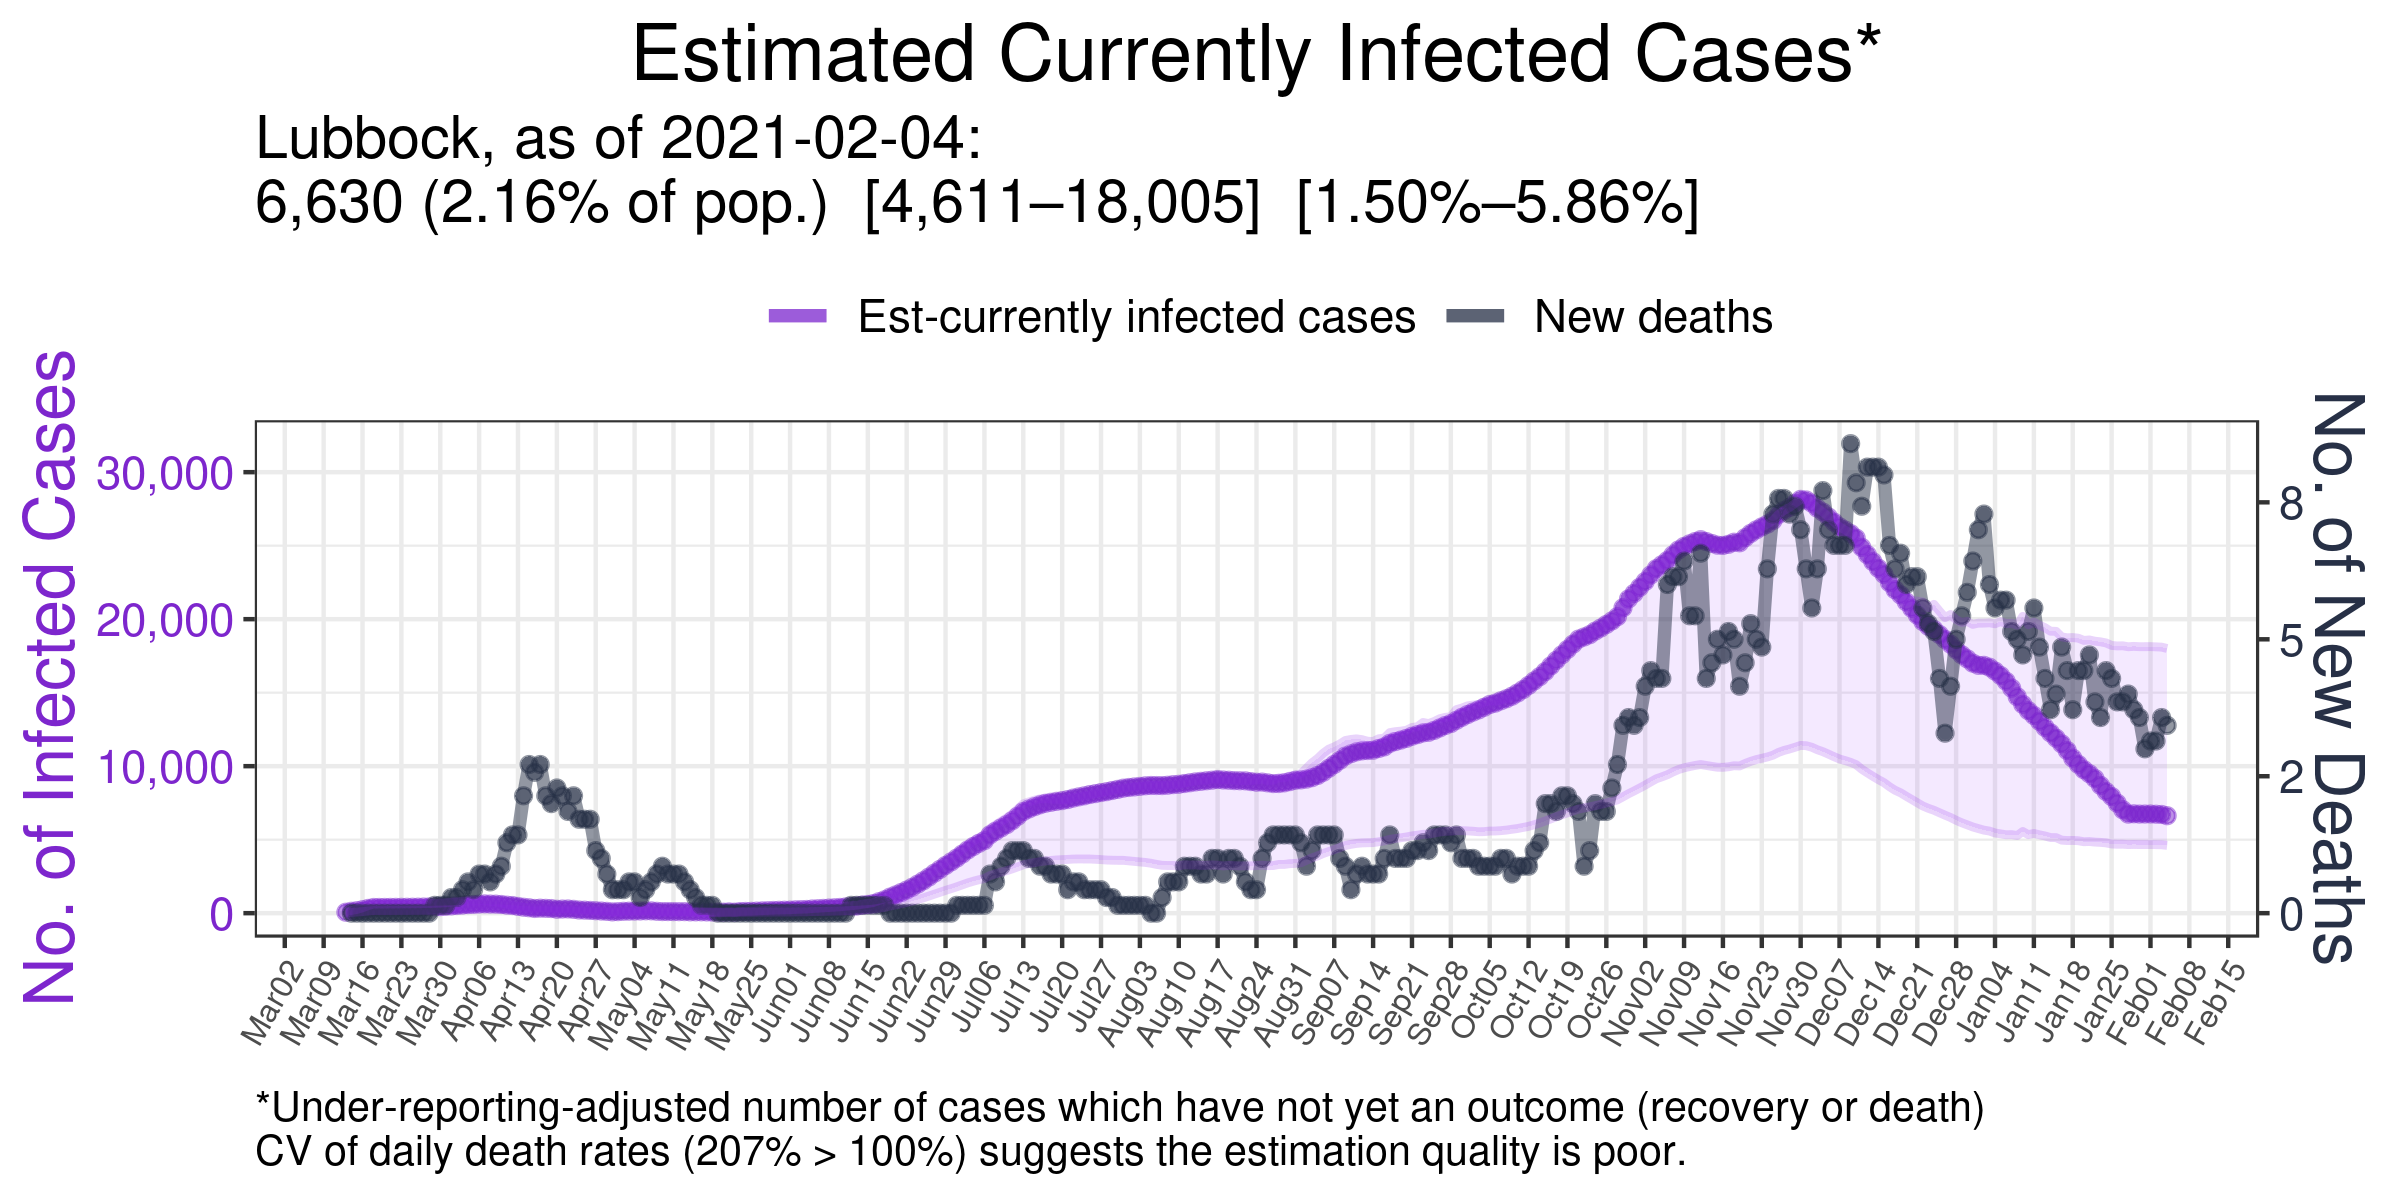 Estimated Currently Infected Cases*
Lubbock, as of 2021-02-04:
6,630 (2.16% of pop.) [4,611–18,005] [1.50%–5.86%]
Est-currently infected cases
New deaths
No. of Infected Cases
30,000
20,000
10,000
0
8
5
2
0
No. of New Deaths
Mar02
Mar09
Mar16
Mar23
Mar30
Apr06
Apr13
Apr20
Apr27
May04
May11
May18
May25
Jun01
Jun08
Jun15
Jun22
Jun29
Jul06
Jul13
Jul20
Jul27
Aug03
Aug10
Aug17
Aug24
Aug31
Sep07
Sep14
Sep21
Sep28
Oct05
Oct12
Oct19
Oct26
Nov02
Nov09
Nov16
Nov23
Nov30
Dec07
Dec14
Dec21
Dec28
Jan04
Jan11
Jan18
Jan25
Feb01
Feb08
Feb15
*Under-reporting-adjusted number of cases which have not yet an outcome (recovery or death)
CV of daily death rates (207% > 100%) suggests the estimation quality is poor.